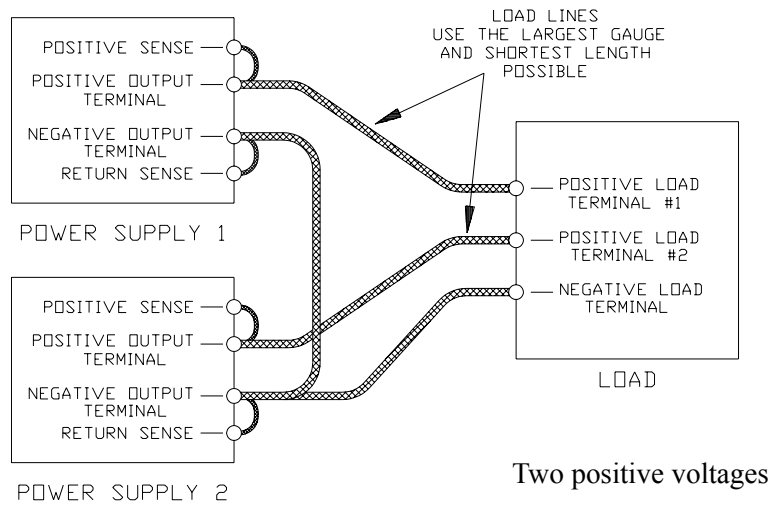 LOAD LINES
USE THE LARGEST GAUGE
AND SHORTEST LENGTH
POSSIBLE
POSITIVE SENSE
POSITIVE OUTPUT
TERMINAL
NEGATIVE OUTPUT
TERMINAL
RETURN SENSE
POWER SUPPLY 1
POSITIVE LOAD
TERMINAL #1
POSITIVE LOAD
TERMINAL #2
NEGATIVE LOAD
TERMINAL
LOAD
POSITIVE SENSE
POSITIVE OUTPUT
TERMINAL
NEGATIVE OUTPUT
TERMINAL
RETURN SENSE
POWER SUPPLY 2
Two positive voltages